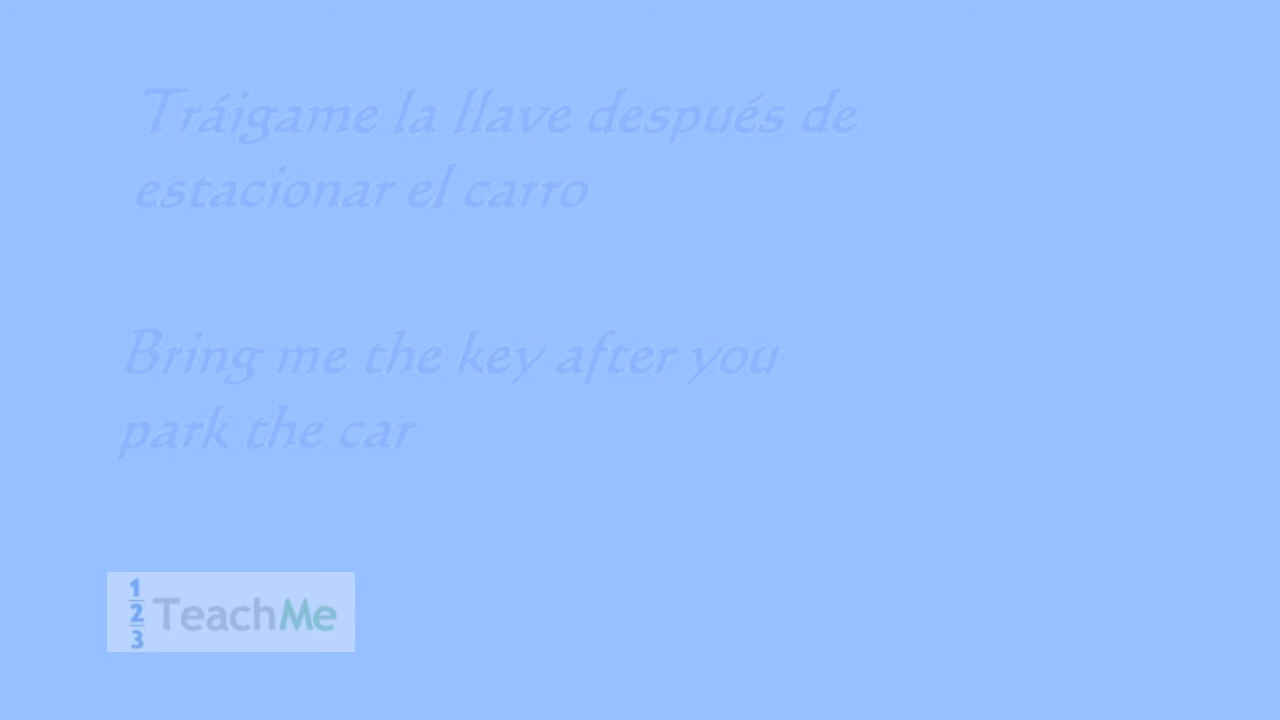 Tráigame la llave después de
estacionar el carro
Bring me the key after you
park the car
1
2
3
TeachMe